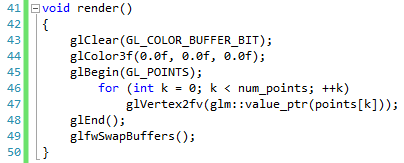 41 void render()
42 {
43     glClear(GL_COLOR_BUFFER_BIT);
44     glColor3f(0.0f, 0.0f, 0.0f);
45     glBegin(GL_POINTS);
46         for (int k = 0; k < num_points; ++k)
47             glVertex2fv(glm::value_ptr(points[k]));
48     glEnd();
49     glfwSwapBuffers();
50 }